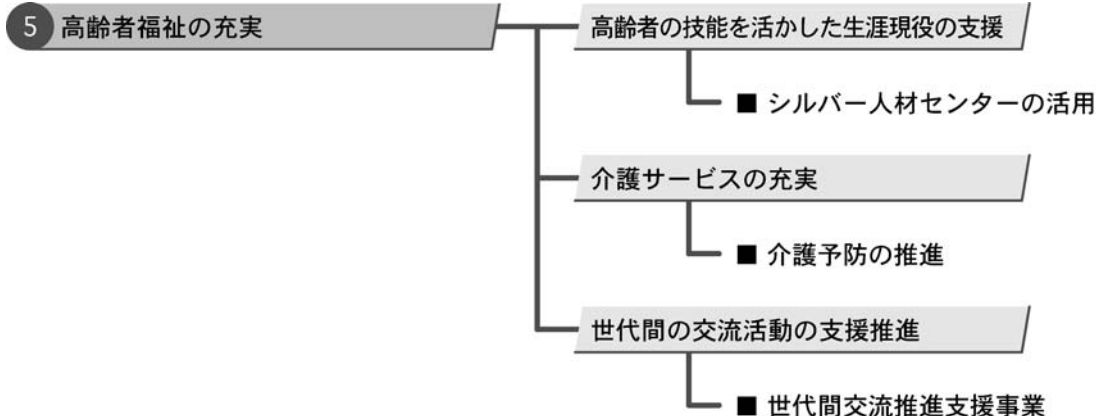 5 高齢者福祉の充実
高齢者の技能を活かした生涯現役の支援
■ シルバー人材センターの活用
介護サービスの充実
■ 介護予防の推進
世代間の交流活動の支援推進
■ 世代間交流推進支援事業